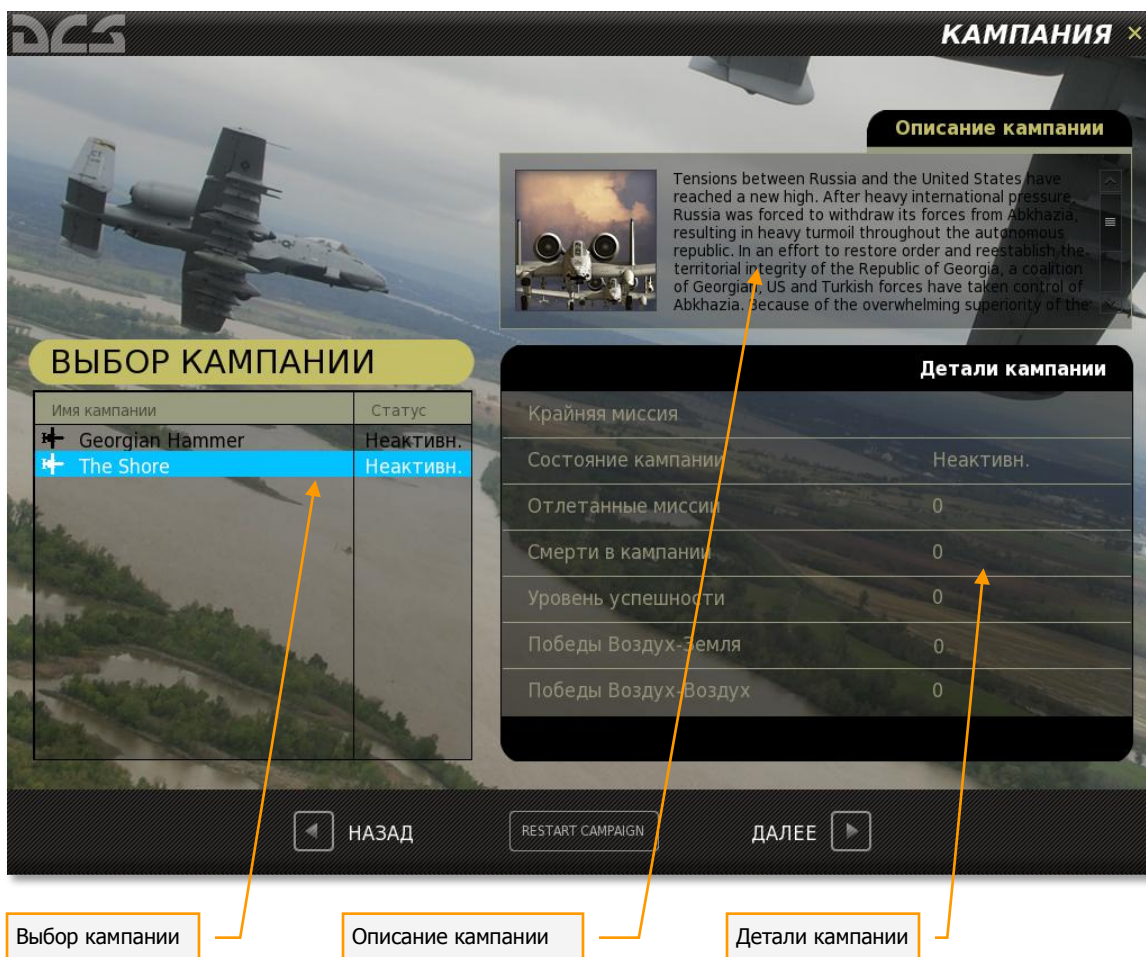 DCS
КАМПАНИЯ
Описание кампании
Tensions between Russia and the United States have
reached a new high. After heavy international pressure,
Russia was forced to withdraw its forces from Abkhazia,
resulting in heavy turmoil throughout the autonomous
republic. In an effort to restore order and reestablish the
territorial integrity of the Republic of Georgia, a coalition
of Georgian, US and Turkish forces have taken control of
Abkhazia. Because of the overwhelming superiority of the
ВЫБОР КАМПАНИИ
Имя кампании Статус
Georgian Hammer Неактивн.
The Shore Неактивн.
Детали кампании
Крайняя миссия
Состояние кампании Неактивн.
Отлетанные миссии 0
Смерти в кампании 0
Уровень успешности 0
Победы Воздух-Земля 0
Победы Воздух-Воздух 0
НАЗАД
RESTART CAMPAIGN
ДАЛЕЕ
Выбор кампании
Описание кампании
Детали кампании